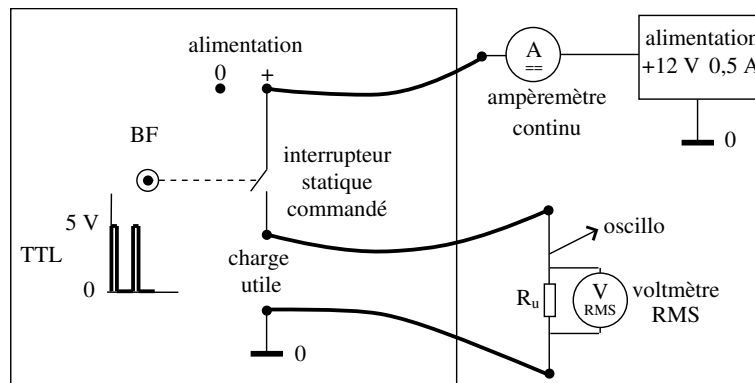 alimentation
0 +
BF
interrupteur
statique
commandé
5 V
TTL
0
charge
utile
0
A
==
ampèremètre
continu
alimentation
+12 V 0,5 A
0
oscillo
Ru
V
RMS
voltmètre
RMS